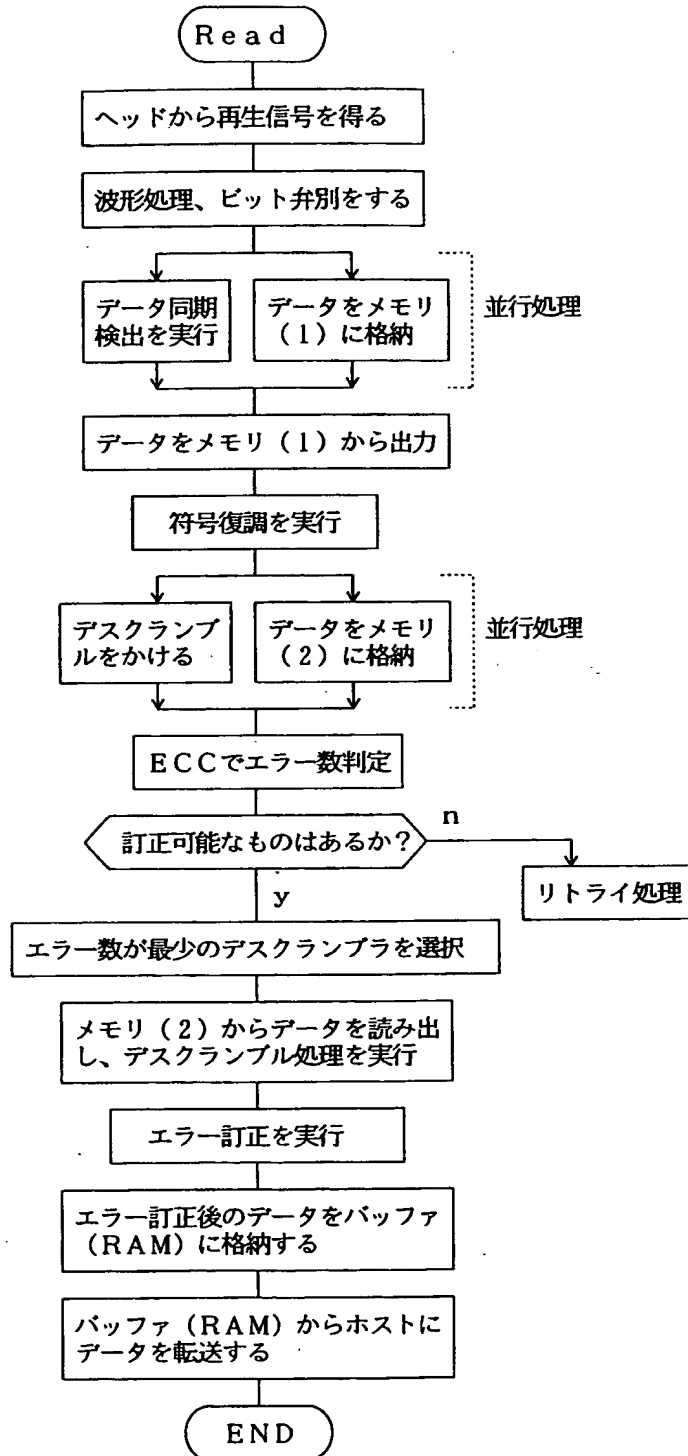 Read
ヘッドから再生信号を得る
波形処理、ビット弁別をする
データ同期
検出を実行
データをメモリ
(1)に格納
並行処理
データをメモリ(1)から出力
符号復調を実行
デスクランブ
ルをかける
データをメモリ
(2)に格納
並行処理
ECCでエラー数判定
訂正可能なものはあるか?
n
リトライ処理
y
エラー数が最少のデスクランブラを選択
メモリ(2)からデータを読み出
し、デスクランブル処理を実行
エラー訂正を実行
エラー訂正後のデータをバッファ
(RAM)に格納する
バッファ(RAM)からホストに
データを転送する
END